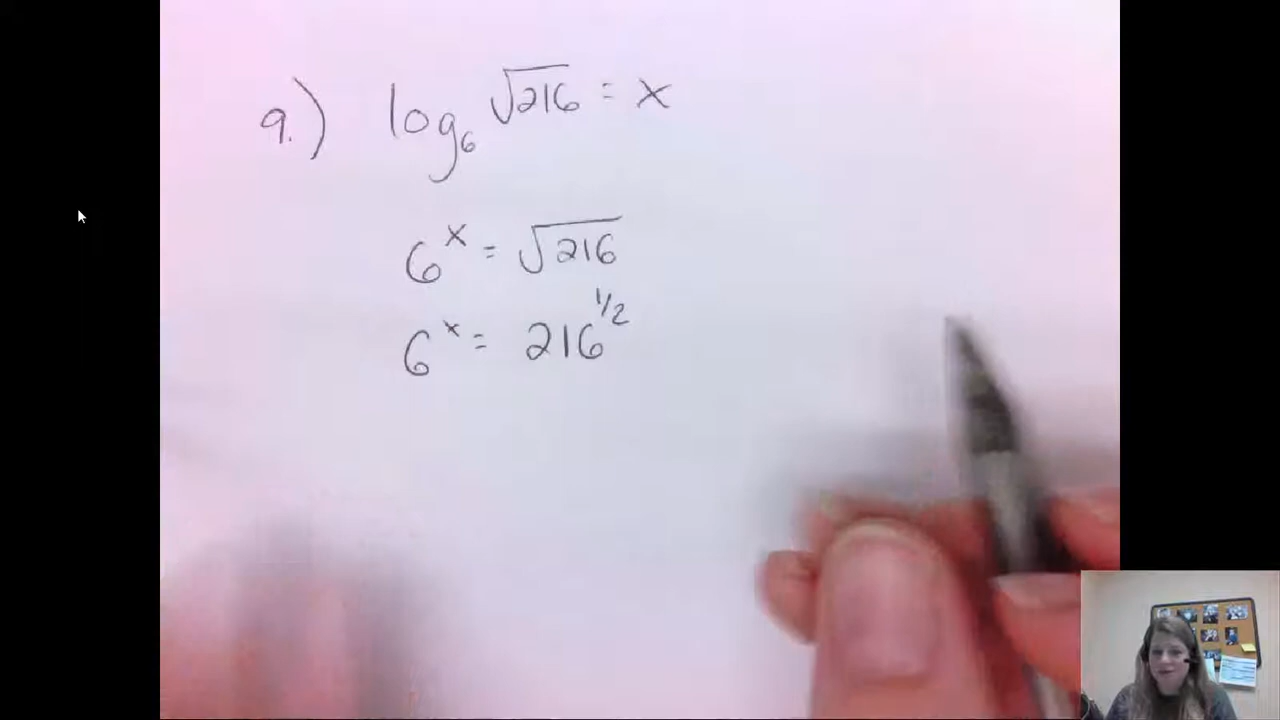 9.) log₆ √216 = x
6^x = √216
6^x = 216^1/2